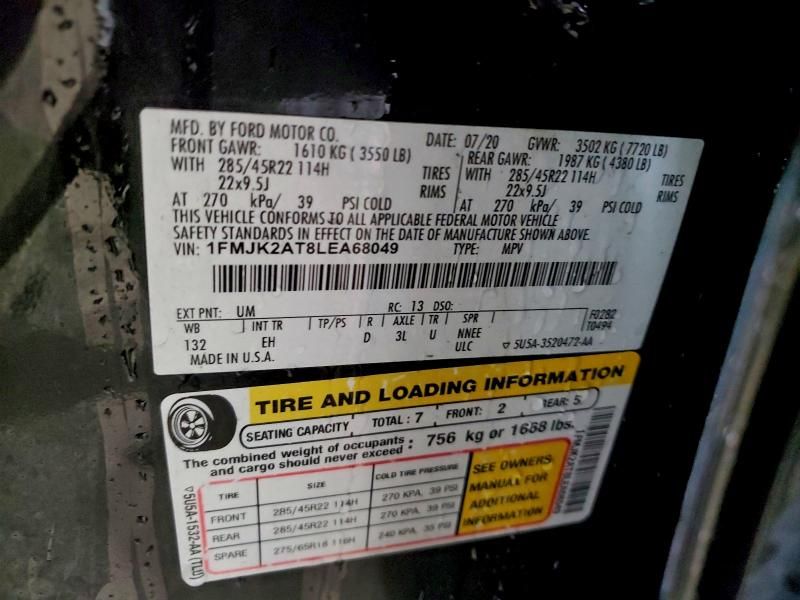 MFD. BY FORD MOTOR CO. DATE: 07/20 GVWR: 3502 KG (7720 LB)
FRONT GAWR: 1610 KG (3550 LB) REAR GAWR: 1987 KG (4380 LB)
WITH 285/45R22 114H TIRES WITH 285/45R22 114H TIRES
22x9.5J RIMS 22x9.5J RIMS
AT 270 kPa/ 39 PSI COLD AT 270 kPa/ 39 PSI COLD
THIS VEHICLE CONFORMS TO ALL APPLICABLE FEDERAL MOTOR VEHICLE
SAFETY STANDARDS IN EFFECT ON THE DATE OF MANUFACTURE SHOWN ABOVE.
VIN: 1FMJK2AT8LEA68049 TYPE: MPV
EXT PNT: UM RC: 13 DSO: F0282
WB INT TR TP/PS R AXLE TR SPR T0494
132 EH D 3L U NNEE
ULC
MADE IN U.S.A. 5U5A-3520472-AA
TIRE AND LOADING INFORMATION
SEATING CAPACITY TOTAL: 7 FRONT: 2 REAR: 5
The combined weight of occupants
and cargo should never exceed : 756 kg or 1668 lbs.
TIRE SIZE COLD TIRE PRESSURE
FRONT 285/45R22 114H 270 KPA, 39 PSI
REAR 285/45R22 114H 270 KPA, 39 PSI
SPARE 275/65R18 116H 240 KPA, 35 PSI
SEE OWNERS
MANUAL FOR
ADDITIONAL
INFORMATION
5U5A-1532-AA (TLU)